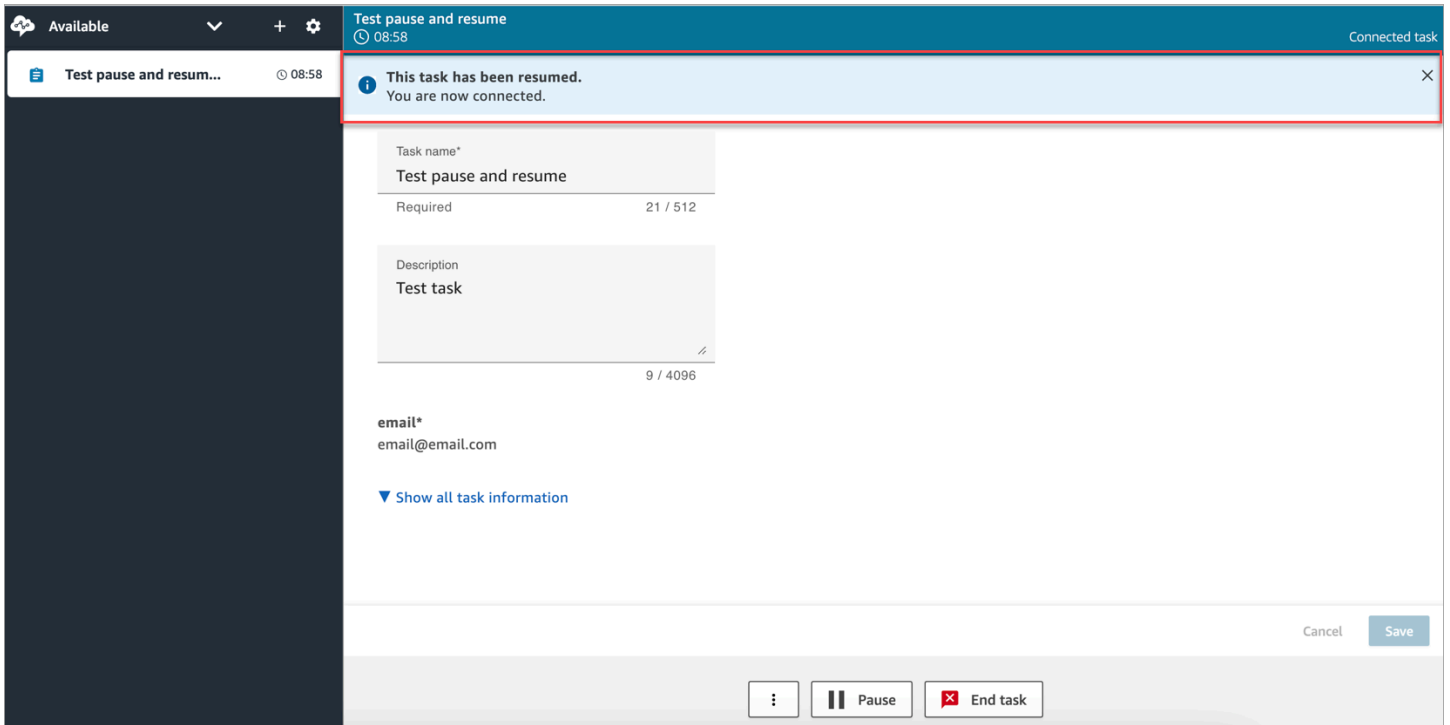 Available
Test pause and resum...
08:58
Test pause and resume
08:58
Connected task
This task has been resumed.
You are now connected.
Task name*
Test pause and resume
Required
21 / 512
Description
Test task
9 / 4096
email*
email@email.com
Show all task information
Cancel
Save
Pause
End task